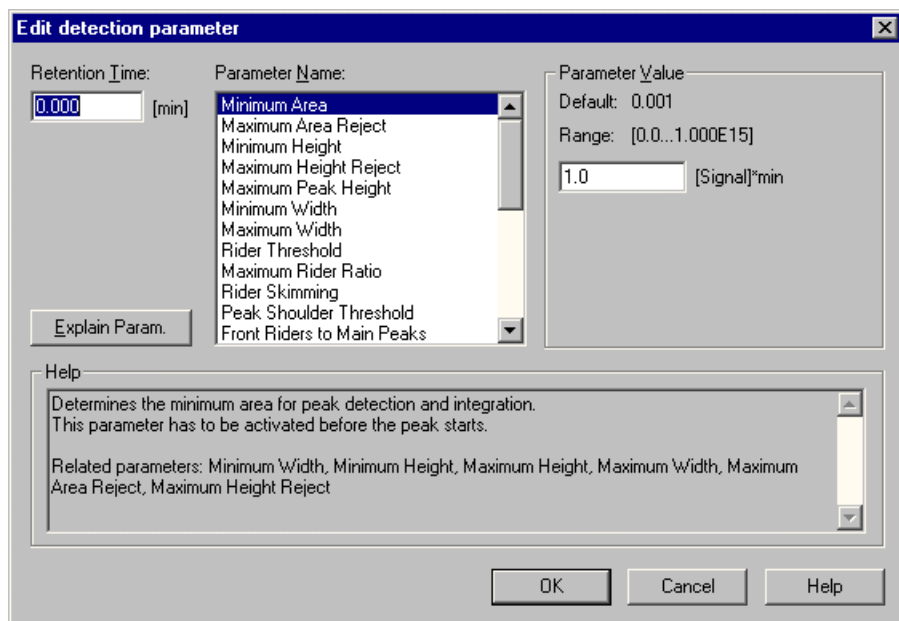 Edit detection parameter
Retention Time:
0.000 [min]
Parameter Name:
Minimum Area
Maximum Area Reject
Minimum Height
Maximum Height Reject
Maximum Peak Height
Minimum Width
Maximum Width
Rider Threshold
Maximum Rider Ratio
Rider Skimming
Peak Shoulder Threshold
Front Riders to Main Peaks
Parameter Value
Default: 0.001
Range: [0.0...1.000E15]
1.0 [Signal]*min
Explain Param.
Help
Determines the minimum area for peak detection and integration.
This parameter has to be activated before the peak starts.
Related parameters: Minimum Width, Minimum Height, Maximum Height, Maximum Width, Maximum
Area Reject, Maximum Height Reject
OK Cancel Help